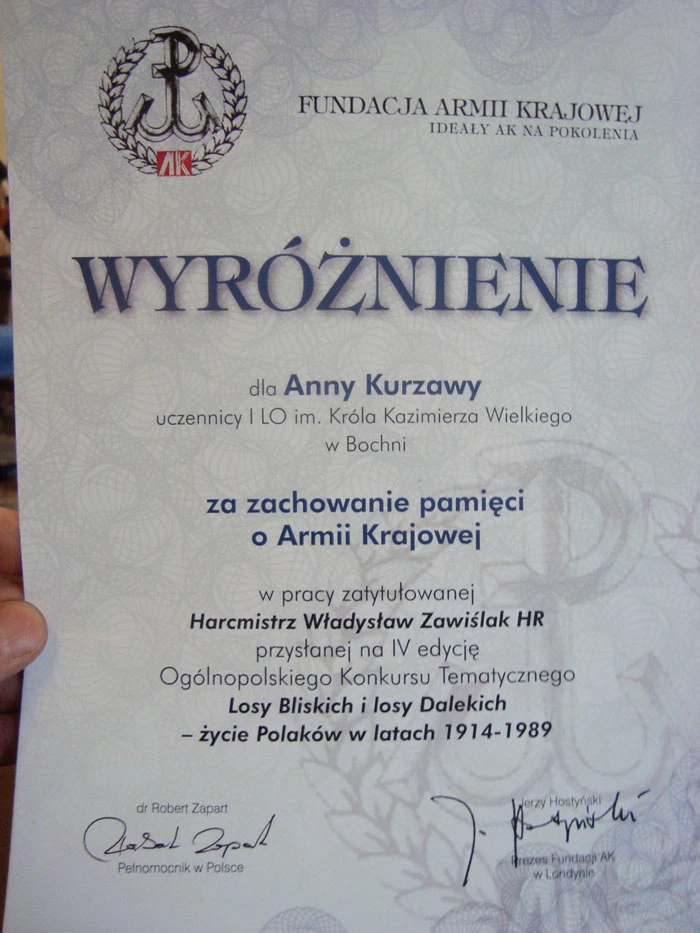 AK
FUNDACJA ARMII KRAJOWEJ
IDEAŁY AK NA POKOLENIA
WYRÓŻNIENIE
dla Anny Kurzawy
uczennicy I LO im. Króla Kazimierza Wielkiego
w Bochni
za zachowanie pamięci
o Armii Krajowej
w pracy zatytułowanej
Harcmistrz Władysław Zawiślak HR
przysłanej na IV edycję
Ogólnopolskiego Konkursu Tematycznego
Losy Bliskich i losy Dalekich
– życie Polaków w latach 1914-1989
dr Robert Zapart
Pełnomocnik w Polsce
Jerzy Hostyński
Prezes Fundacji AK
w Londynie